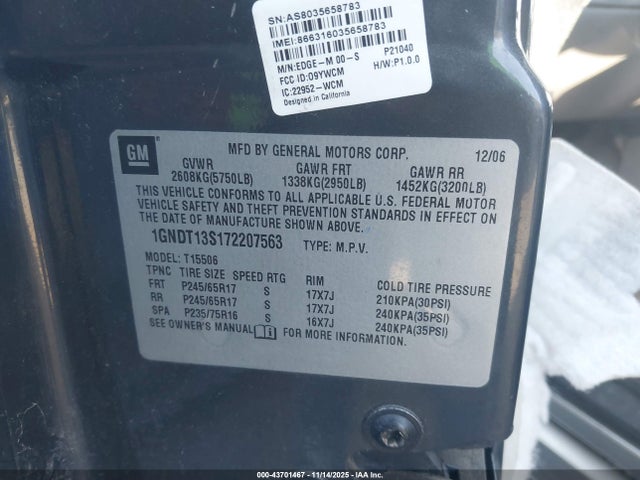 SN:AS8035658783
IMEI:866316035658783
M/N:EDGE-M 00-S P21040
FCC ID:O9YWCM H/W:P1.0.0
IC:22952-WCM
Designed in California
GM
MFD BY GENERAL MOTORS CORP. 12/06
GVWR GAWR FRT GAWR RR
2608KG(5750LB) 1338KG(2950LB) 1452KG(3200LB)
THIS VEHICLE CONFORMS TO ALL APPLICABLE U.S. FEDERAL MOTOR
VEHICLE SAFETY AND THEFT PREVENTION STANDARDS IN EFFECT ON
THE DATE OF MANUFACTURE SHOWN ABOVE.
1GNDT13S172207563 TYPE: M.P.V.
MODEL: T15506
TPNC TIRE SIZE SPEED RTG RIM COLD TIRE PRESSURE
FRT P245/65R17 S 17X7J 210KPA(30PSI)
RR P245/65R17 S 17X7J 240KPA(35PSI)
SPA P235/75R16 S 16X7J 240KPA(35PSI)
SEE OWNER'S MANUAL FOR MORE INFORMATION.
000-43701467 - 11/14/2025 - IAA Inc.